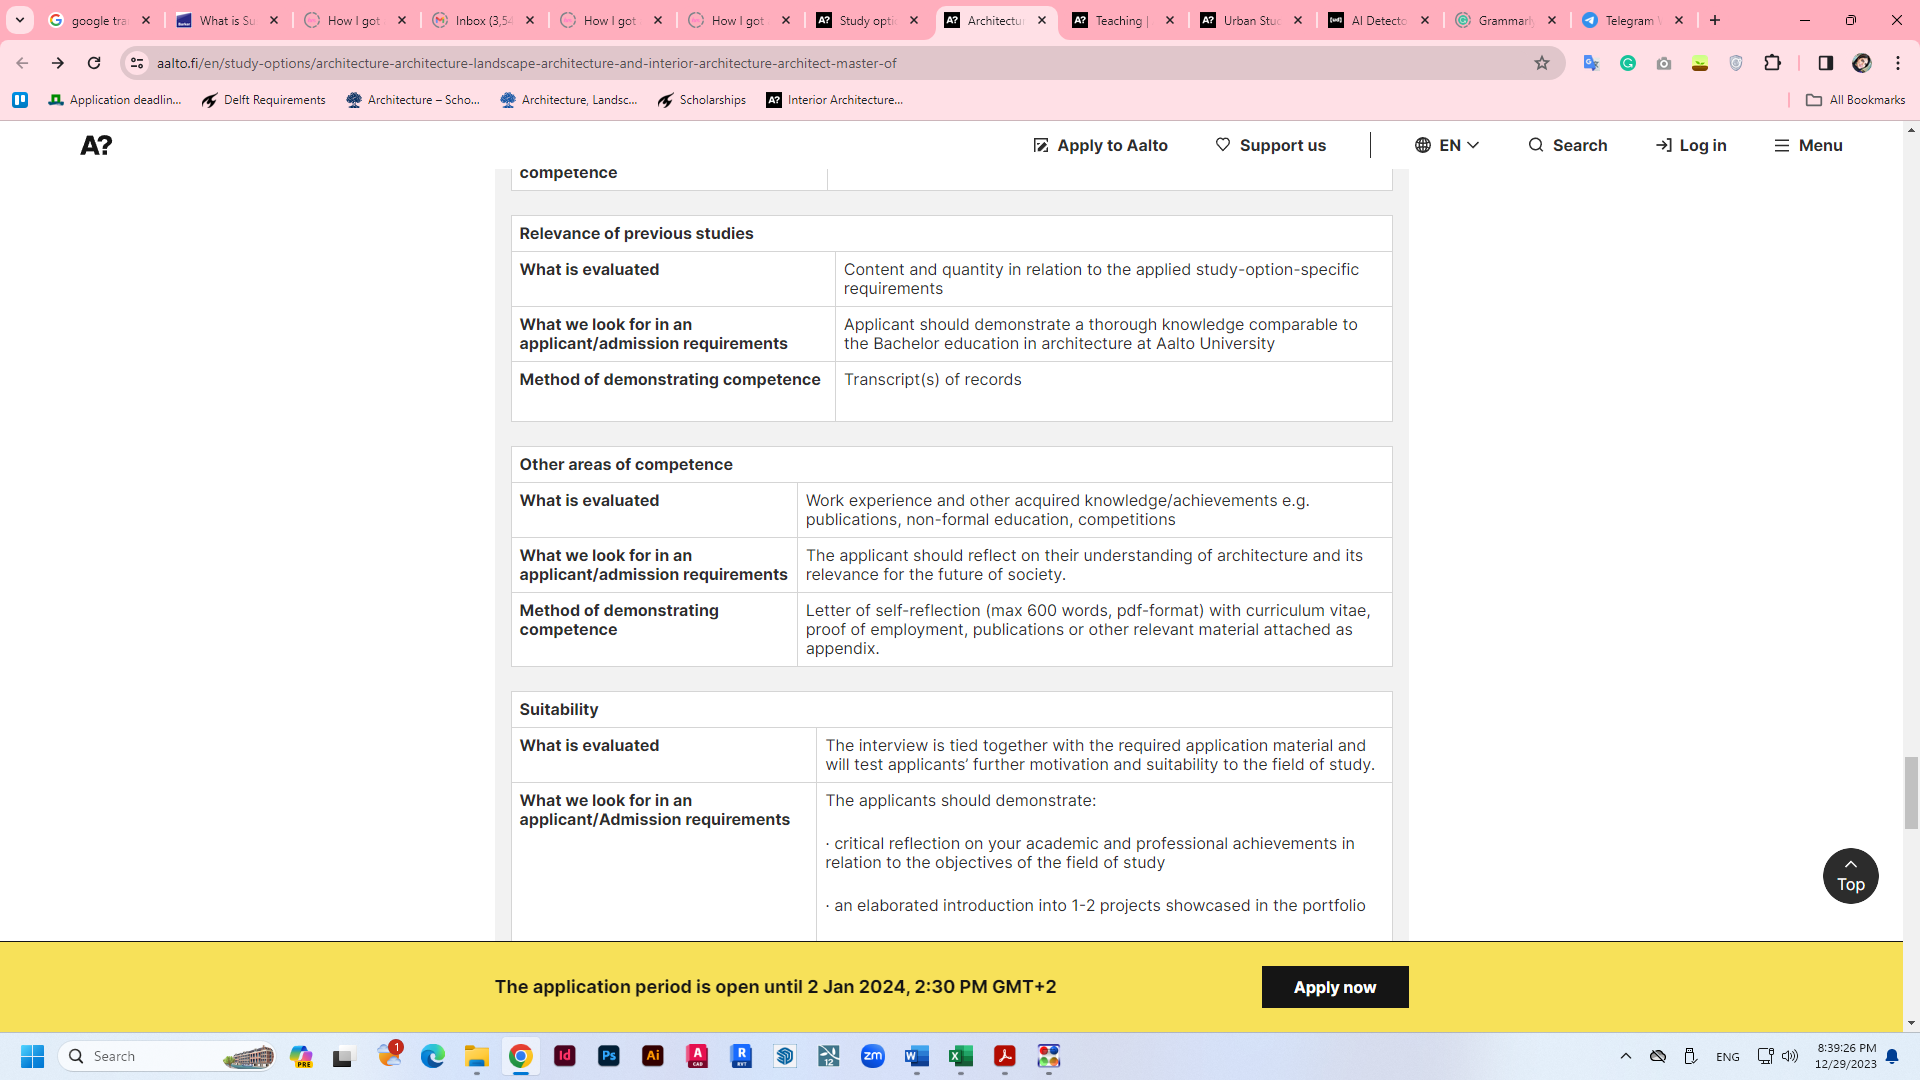 google tra
What is Su
How I got
Inbox (3,54
How I got
How I got
Study opti
Architectu
Teaching |
Urban Stu
AI Detecto
Grammarl
Telegram
aalto.fi/en/study-options/architecture-architecture-landscape-architecture-and-interior-architecture-architect-master-of
Application deadlin...
Delft Requirements
Architecture – Scho...
Architecture, Landsc...
Scholarships
A? Interior Architecture...
All Bookmarks
A?
Apply to Aalto
Support us
EN
Search
Log in
Menu
competence
Relevance of previous studies
What is evaluated
Content and quantity in relation to the applied study-option-specific
requirements
What we look for in an
applicant/admission requirements
Applicant should demonstrate a thorough knowledge comparable to
the Bachelor education in architecture at Aalto University
Method of demonstrating competence
Transcript(s) of records
Other areas of competence
What is evaluated
Work experience and other acquired knowledge/achievements e.g.
publications, non-formal education, competitions
What we look for in an
applicant/admission requirements
The applicant should reflect on their understanding of architecture and its
relevance for the future of society.
Method of demonstrating
competence
Letter of self-reflection (max 600 words, pdf-format) with curriculum vitae,
proof of employment, publications or other relevant material attached as
appendix.
Suitability
What is evaluated
The interview is tied together with the required application material and
will test applicants’ further motivation and suitability to the field of study.
What we look for in an
applicant/Admission requirements
The applicants should demonstrate:
· critical reflection on your academic and professional achievements in
relation to the objectives of the field of study
· an elaborated introduction into 1-2 projects showcased in the portfolio
Top
The application period is open until 2 Jan 2024, 2:30 PM GMT+2
Apply now
Search
PRE
1
Id
Ps
Ai
A CAD
R RVT
12
zm
W
X
ENG
8:39:26 PM
12/29/2023